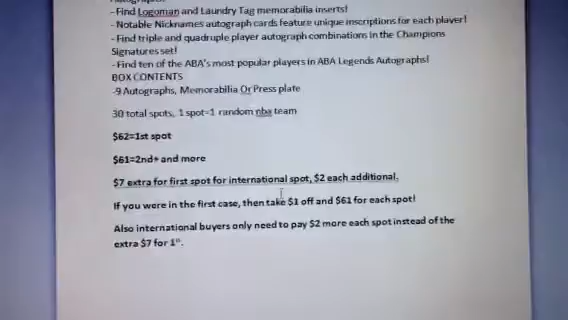 -Find Logoman and Laundry Tag memorabilia inserts!
-Notable Nicknames autograph cards feature unique inscriptions for each player!
-Find triple and quadruple player autograph combinations in the Champions
Signatures set!
-Find ten of the ABA's most popular players in ABA Legends Autographs!
BOX CONTENTS
-9 Autographs, Memorabilia Or Press plate
30 total spots, 1 spot=1 random nba team
$62=1st spot
$61=2nd+ and more
$7 extra for first spot for international spot, $2 each additional.
If you were in the first case, then take $1 off and $61 for each spot!
Also international buyers only need to pay $2 more each spot instead of the
extra $7 for 1st.